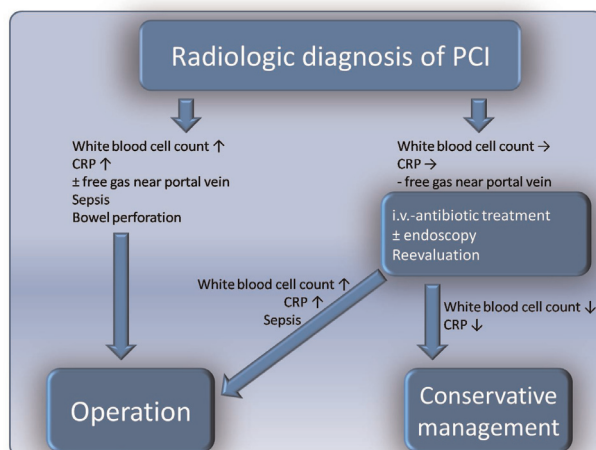 Radiologic diagnosis of PCI
White blood cell count ↑
CRP ↑
± free gas near portal vein
Sepsis
Bowel perforation
White blood cell count →
CRP →
- free gas near portal vein
i.v.-antibiotic treatment
± endoscopy
Reevaluation
White blood cell count ↑
CRP ↑
Sepsis
White blood cell count ↓
CRP ↓
Operation
Conservative
management